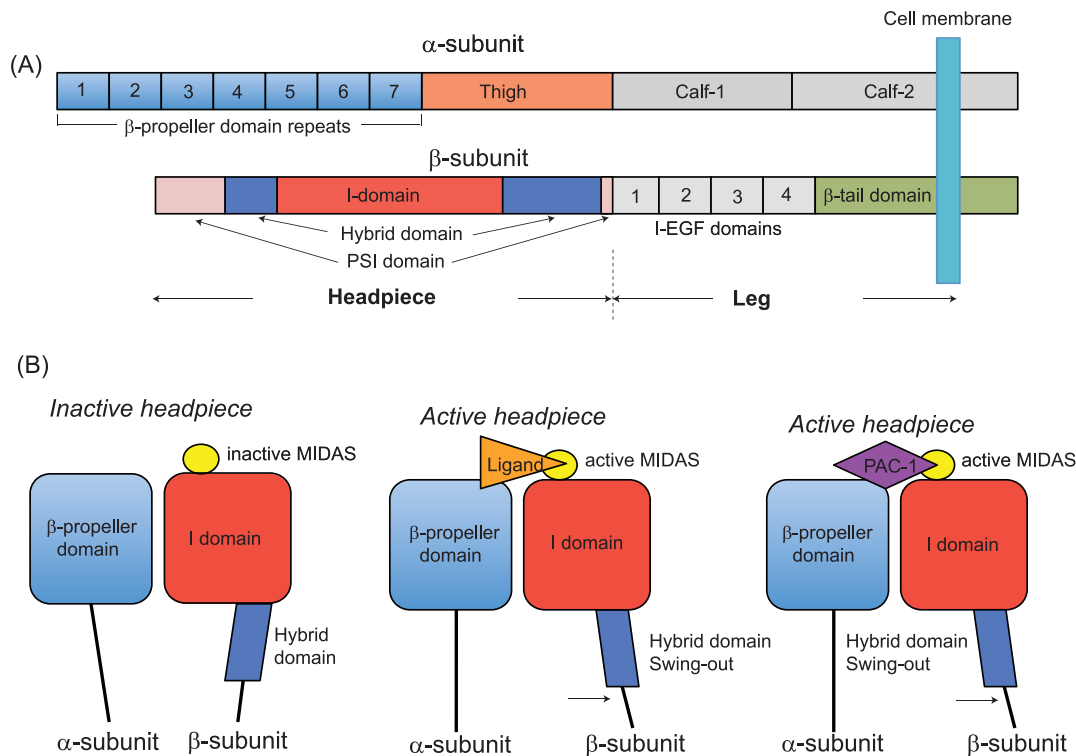 Cell membrane
(A)
α-subunit
1 2 3 4 5 6 7 Thigh Calf-1 Calf-2
β-propeller domain repeats
β-subunit
I-domain 1 2 3 4 β-tail domain
Hybrid domain
I-EGF domains
PSI domain
Headpiece Leg
(B)
Inactive headpiece
inactive MIDAS
β-propeller
domain
I domain
Hybrid
domain
α-subunit
β-subunit
Active headpiece
Ligand
active MIDAS
β-propeller
domain
I domain
Hybrid domain
Swing-out
α-subunit
β-subunit
Active headpiece
PAC-1
active MIDAS
β-propeller
domain
I domain
Hybrid domain
Swing-out
α-subunit
β-subunit